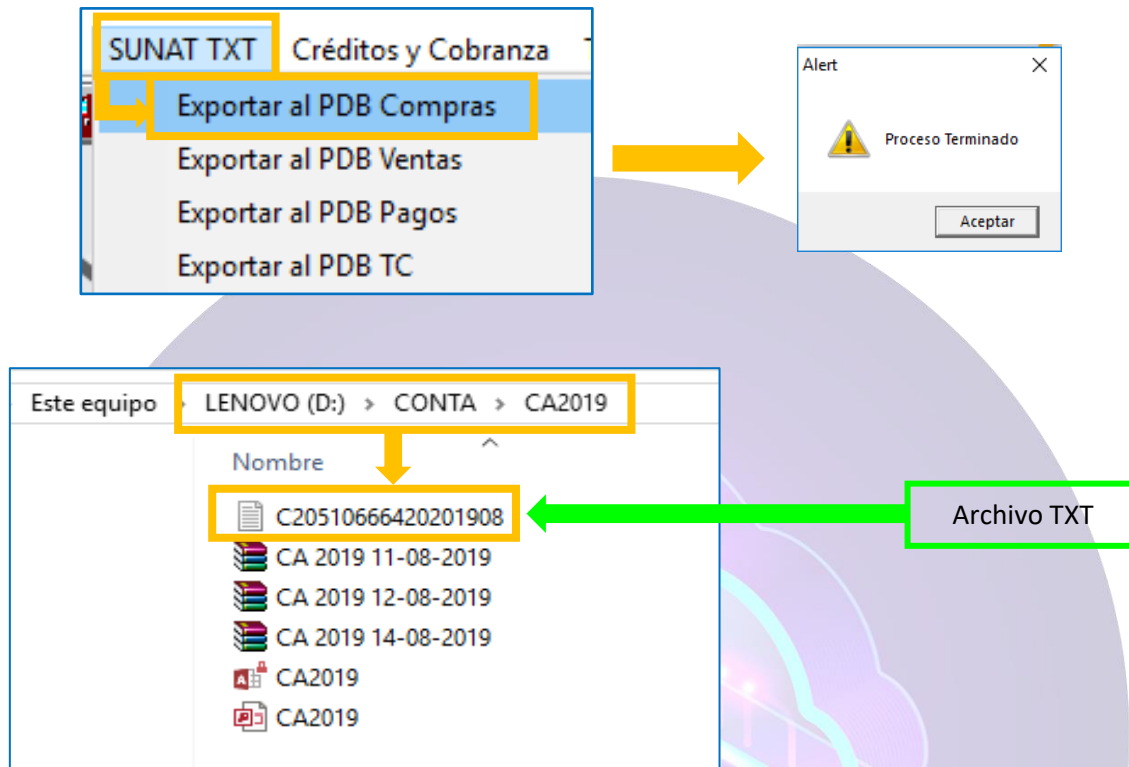 SUNAT TXT Créditos y Cobranza
Exportar al PDB Compras
Exportar al PDB Ventas
Exportar al PDB Pagos
Exportar al PDB TC
Alert
Proceso Terminado
Aceptar
Este equipo > LENOVO (D:) > CONTA > CA2019
Nombre
C20510666420201908
CA 2019 11-08-2019
CA 2019 12-08-2019
CA 2019 14-08-2019
CA2019
CA2019
Archivo TXT